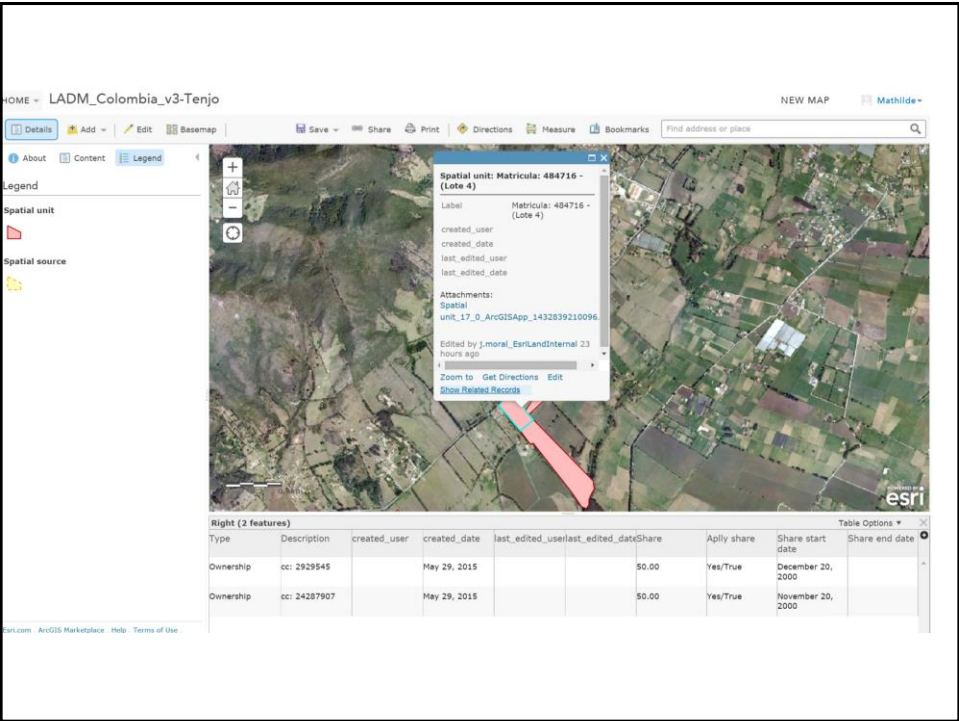 HOME LADM_Colombia_v3-Tenjo NEW MAP Mathilde
Details Add Edit Basemap Save Share Print Directions Measure Bookmarks Find address or place
About Content Legend
Legend
Spatial unit
Spatial source
Spatial unit: Matricula: 484716 -
(Lote 4)
Label Matricula: 484716 -
(Lote 4)
created_user
created_date
last_edited_user
last_edited_date
Attachments:
Spatial
unit_17_0_ArcGISApp_1432839210096.
Edited by j.moral_EsriLandInternal 23
hours ago
Zoom to Get Directions Edit
Show Related Records
POWERED BY
esri
Right (2 features) Table Options
Type Description created_user created_date last_edited_user last_edited_date Share Aplly share Share start Share end date
date
Ownership cc: 2929545 May 29, 2015 50.00 Yes/True December 20,
2000
Ownership cc: 24287907 May 29, 2015 50.00 Yes/True November 20,
2000
Esri.com ArcGIS Marketplace Help Terms of Use